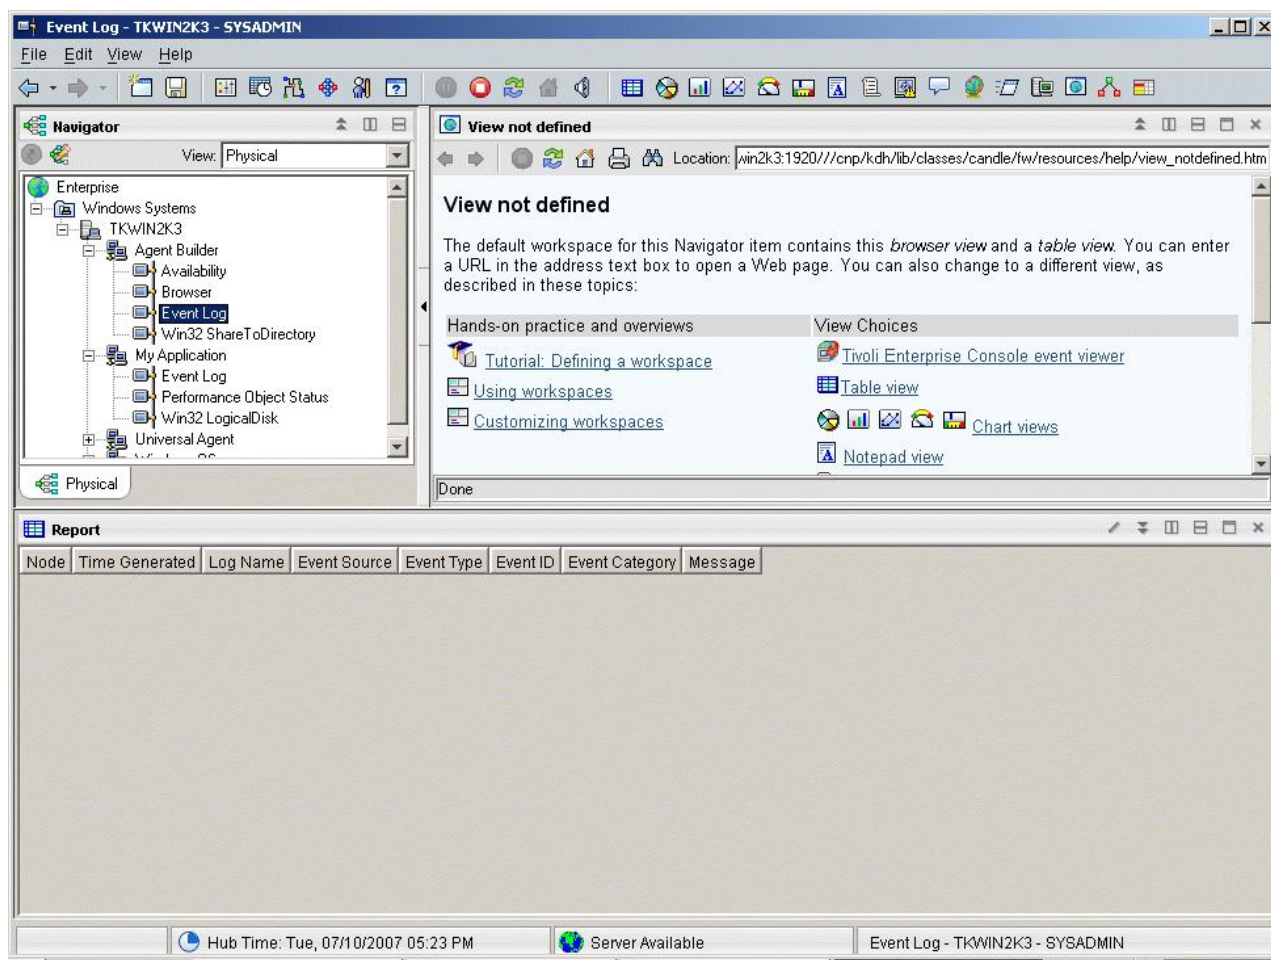 Event Log - TKWIN2K3 - SYSADMIN
File Edit View Help
Navigator
View: Physical
Enterprise
Windows Systems
TKWIN2K3
Agent Builder
Availability
Browser
Event Log
Win32 ShareToDirectory
My Application
Event Log
Performance Object Status
Win32 LogicalDisk
Universal Agent
Physical
View not defined
Location: win2k3:1920///cnp/kdh/lib/classes/candle/fw/resources/help/view_notdefined.htm
View not defined
The default workspace for this Navigator item contains this browser view and a table view. You can enter
a URL in the address text box to open a Web page. You can also change to a different view, as
described in these topics:
Hands-on practice and overviews
Tutorial: Defining a workspace
Using workspaces
Customizing workspaces
View Choices
Tivoli Enterprise Console event viewer
Table view
Chart views
Notepad view
Done
Report
Node Time Generated Log Name Event Source Event Type Event ID Event Category Message
Hub Time: Tue, 07/10/2007 05:23 PM Server Available Event Log - TKWIN2K3 - SYSADMIN